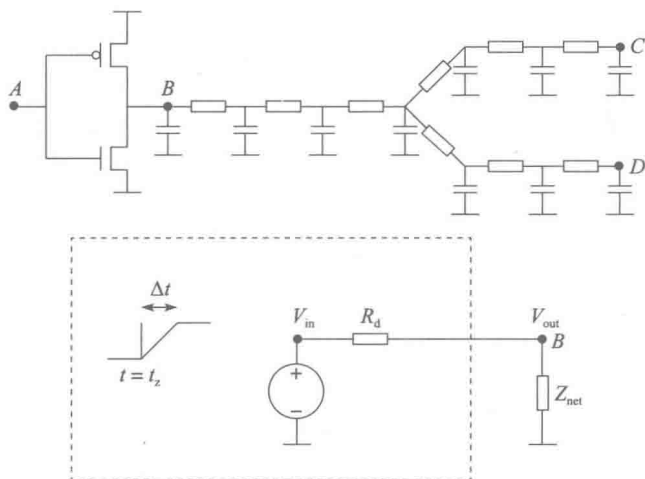 A
B
C
D
Δt
t = t_z
V_in
R_d
V_out
B
+
−
Z_net